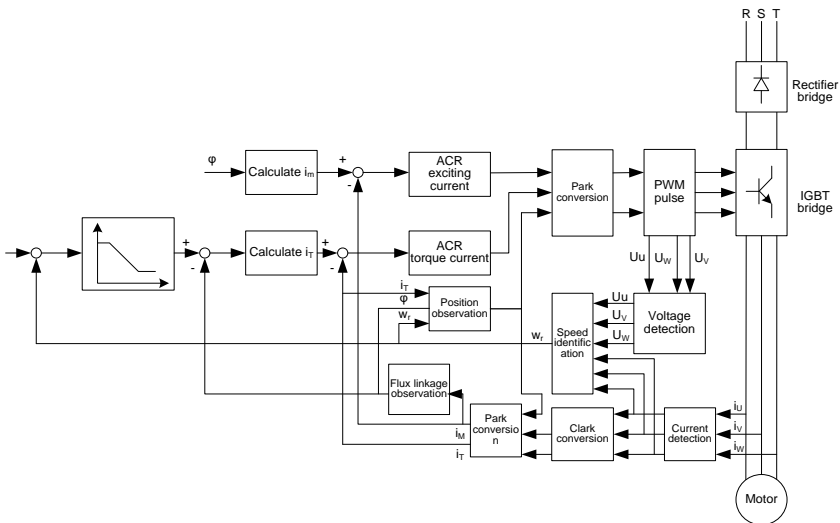 R S T
Rectifier
bridge
φ
Calculate im
+
-
ACR
exciting
current
Park
conversion
PWM
pulse
IGBT
bridge
+
-
Calculate iT
+
-
ACR
torque current
Uu UW UV
iT
φ
wr
Position
observation
wr
Speed
identific
ation
Uu
UV
UW
Voltage
detection
Flux linkage
observation
iM
iT
Park
conversio
n
Clark
conversion
Current
detection
iU
iV
iW
Motor